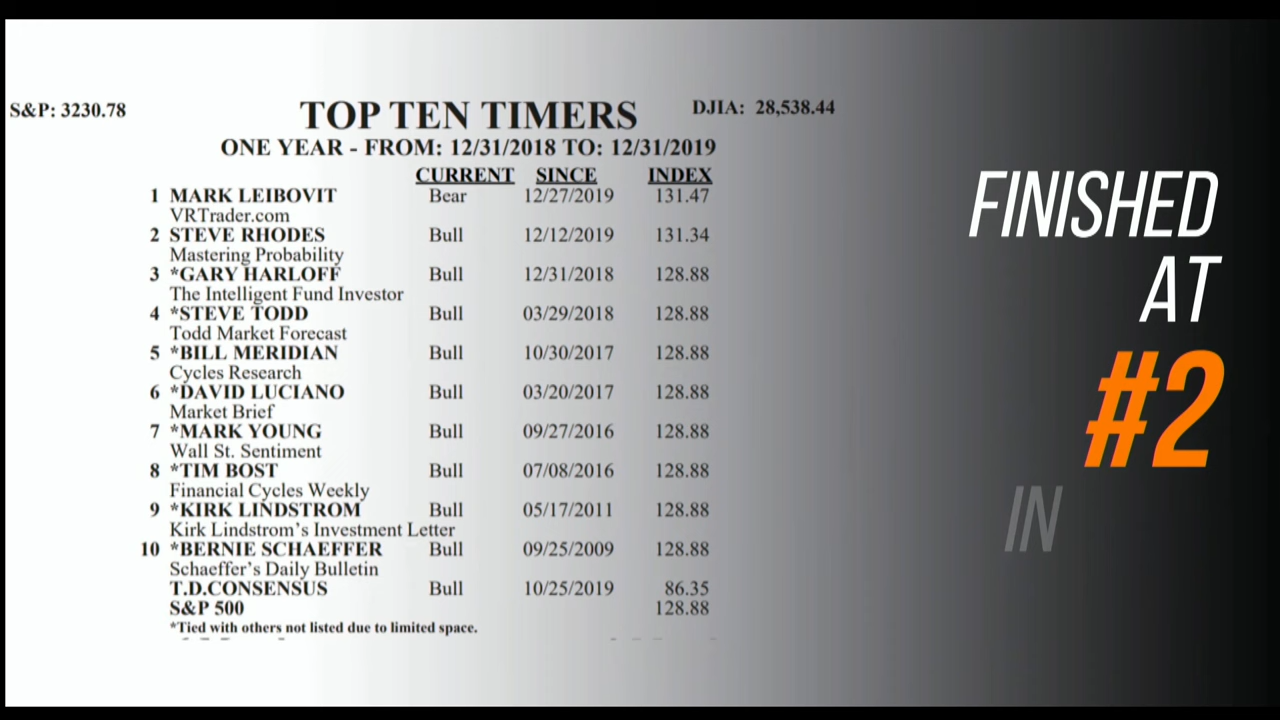 S&P: 3230.78
TOP TEN TIMERS
DJIA: 28,538.44
ONE YEAR - FROM: 12/31/2018 TO: 12/31/2019
CURRENT SINCE INDEX
1 MARK LEIBOVIT Bear 12/27/2019 131.47
VRTrader.com
2 STEVE RHODES Bull 12/12/2019 131.34
Mastering Probability
3 *GARY HARLOFF Bull 12/31/2018 128.88
The Intelligent Fund Investor
4 *STEVE TODD Bull 03/29/2018 128.88
Todd Market Forecast
5 *BILL MERIDIAN Bull 10/30/2017 128.88
Cycles Research
6 *DAVID LUCIANO Bull 03/20/2017 128.88
Market Brief
7 *MARK YOUNG Bull 09/27/2016 128.88
Wall St. Sentiment
8 *TIM BOST Bull 07/08/2016 128.88
Financial Cycles Weekly
9 *KIRK LINDSTROM Bull 05/17/2011 128.88
Kirk Lindstrom's Investment Letter
10 *BERNIE SCHAEFFER Bull 09/25/2009 128.88
Schaeffer's Daily Bulletin
T.D.CONSENSUS Bull 10/25/2019 86.35
S&P 500 128.88
*Tied with others not listed due to limited space.
FINISHED
AT
#2
IN